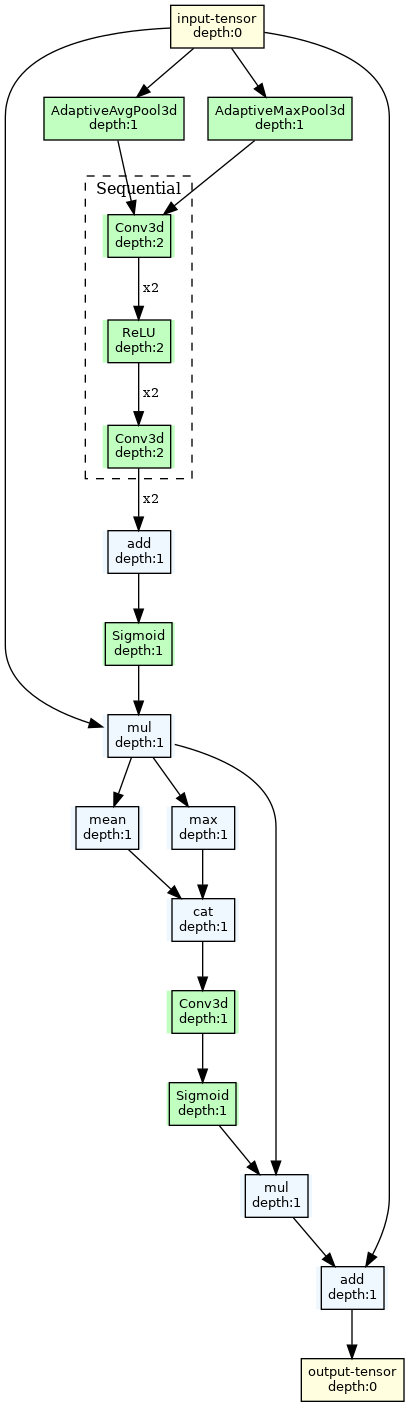 input-tensor
depth:0
AdaptiveAvgPool3d
depth:1
AdaptiveMaxPool3d
depth:1
Sequential
Conv3d
depth:2
x2
ReLU
depth:2
x2
Conv3d
depth:2
x2
add
depth:1
Sigmoid
depth:1
mul
depth:1
mean
depth:1
max
depth:1
cat
depth:1
Conv3d
depth:1
Sigmoid
depth:1
mul
depth:1
add
depth:1
output-tensor
depth:0